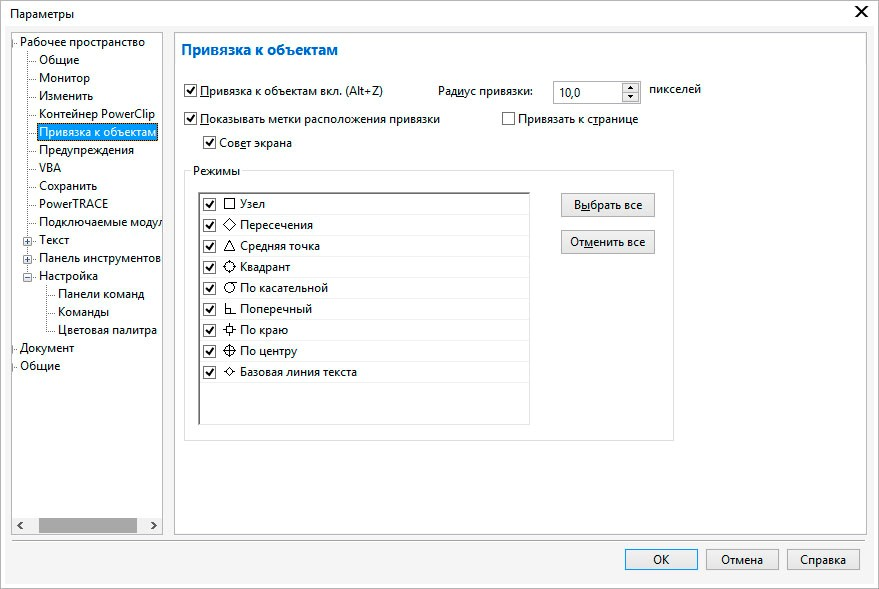 Параметры
Рабочее пространство
Общие
Монитор
Изменить
Контейнер PowerClip
Привязка к объектам
Предупреждения
VBA
Сохранить
PowerTRACE
Подключаемые модул
Текст
Панель инструментов
Настройка
Панели команд
Команды
Цветовая палитра
Документ
Общие
Привязка к объектам
Привязка к объектам вкл. (Alt+Z)
Радиус привязки:
10,0
пикселей
Показывать метки расположения привязки
Привязать к странице
Совет экрана
Режимы
Узел
Пересечения
Средняя точка
Квадрант
По касательной
Поперечный
По краю
По центру
Базовая линия текста
Выбрать все
Отменить все
OK
Отмена
Справка